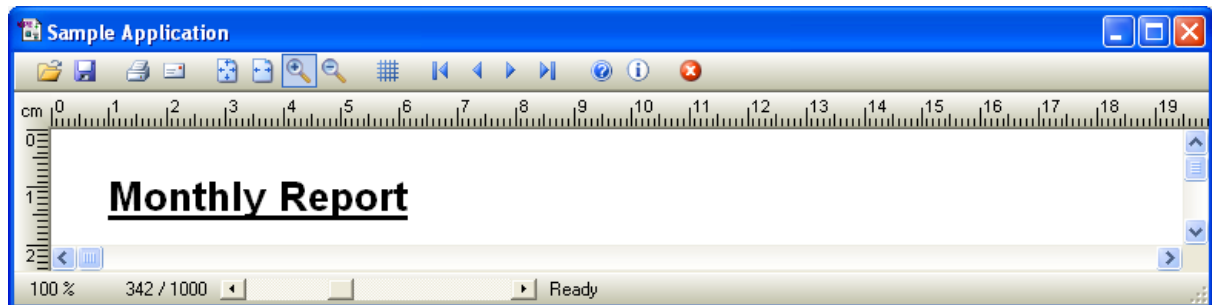 Sample Application
cm 0 1 2 3 4 5 6 7 8 9 10 11 12 13 14 15 16 17 18 19
0
1
Monthly Report
2
100 % 342 / 1000 Ready